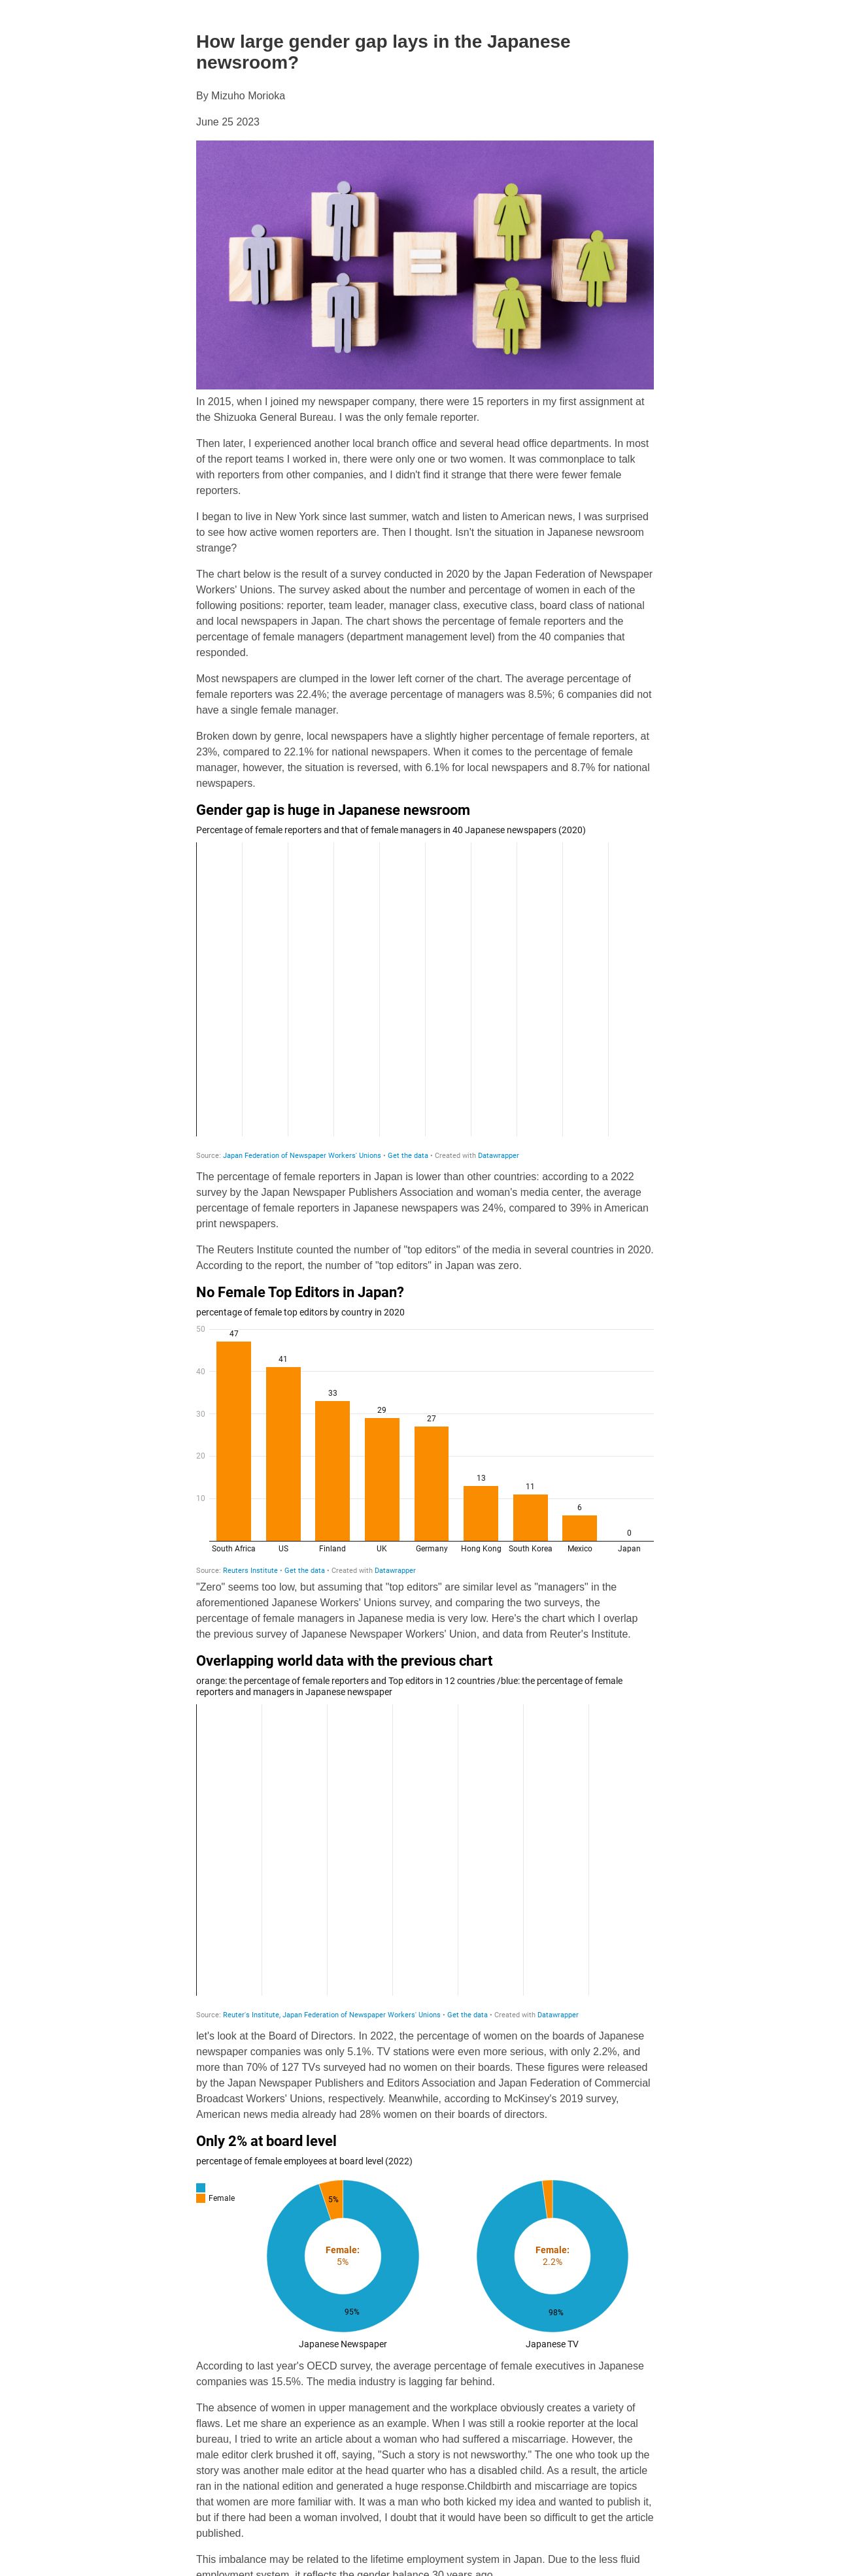 How large gender gap lays in the Japanese
newsroom?
By Mizuho Morioka
June 25 2023
In 2015, when I joined my newspaper company, there were 15 reporters in my first assignment at
the Shizuoka General Bureau. I was the only female reporter.
Then later, I experienced another local branch office and several head office departments. In most
of the report teams I worked in, there were only one or two women. It was commonplace to talk
with reporters from other companies, and I didn't find it strange that there were fewer female
reporters.
I began to live in New York since last summer, watch and listen to American news, I was surprised
to see how active women reporters are. Then I thought. Isn't the situation in Japanese newsroom
strange?
The chart below is the result of a survey conducted in 2020 by the Japan Federation of Newspaper
Workers' Unions. The survey asked about the number and percentage of women in each of the
following positions: reporter, team leader, manager class, executive class, board class of national
and local newspapers in Japan. The chart shows the percentage of female reporters and the
percentage of female managers (department management level) from the 40 companies that
responded.
Most newspapers are clumped in the lower left corner of the chart. The average percentage of
female reporters was 22.4%; the average percentage of managers was 8.5%; 6 companies did not
have a single female manager.
Broken down by genre, local newspapers have a slightly higher percentage of female reporters, at
23%, compared to 22.1% for national newspapers. When it comes to the percentage of female
manager, however, the situation is reversed, with 6.1% for local newspapers and 8.7% for national
newspapers.
Gender gap is huge in Japanese newsroom
Percentage of female reporters and that of female managers in 40 Japanese newspapers (2020)
Source: Japan Federation of Newspaper Workers' Unions • Get the data • Created with Datawrapper
The percentage of female reporters in Japan is lower than other countries: according to a 2022
survey by the Japan Newspaper Publishers Association and woman's media center, the average
percentage of female reporters in Japanese newspapers was 24%, compared to 39% in American
print newspapers.
The Reuters Institute counted the number of "top editors" of the media in several countries in 2020.
According to the report, the number of "top editors" in Japan was zero.
No Female Top Editors in Japan?
percentage of female top editors by country in 2020
50
47
41
40
33
30
29
27
20
13
11
10
6
0
South Africa US Finland UK Germany Hong Kong South Korea Mexico Japan
Source: Reuters Institute • Get the data • Created with Datawrapper
"Zero" seems too low, but assuming that "top editors" are similar level as "managers" in the
aforementioned Japanese Workers' Unions survey, and comparing the two surveys, the
percentage of female managers in Japanese media is very low. Here's the chart which I overlap
the previous survey of Japanese Newspaper Workers' Union, and data from Reuter's Institute.
Overlapping world data with the previous chart
orange: the percentage of female reporters and Top editors in 12 countries /blue: the percentage of female
reporters and managers in Japanese newspaper
Source: Reuter's Institute, Japan Federation of Newspaper Workers' Unions • Get the data • Created with Datawrapper
let's look at the Board of Directors. In 2022, the percentage of women on the boards of Japanese
newspaper companies was only 5.1%. TV stations were even more serious, with only 2.2%, and
more than 70% of 127 TVs surveyed had no women on their boards. These figures were released
by the Japan Newspaper Publishers and Editors Association and Japan Federation of Commercial
Broadcast Workers' Unions, respectively. Meanwhile, according to McKinsey's 2019 survey,
American news media already had 28% women on their boards of directors.
Only 2% at board level
percentage of female employees at board level (2022)
Female
5%
Female:
5%
95%
Japanese Newspaper
Female:
2.2%
98%
Japanese TV
According to last year's OECD survey, the average percentage of female executives in Japanese
companies was 15.5%. The media industry is lagging far behind.
The absence of women in upper management and the workplace obviously creates a variety of
flaws. Let me share an experience as an example. When I was still a rookie reporter at the local
bureau, I tried to write an article about a woman who had suffered a miscarriage. However, the
male editor clerk brushed it off, saying, "Such a story is not newsworthy." The one who took up the
story was another male editor at the head quarter who has a disabled child. As a result, the article
ran in the national edition and generated a huge response.Childbirth and miscarriage are topics
that women are more familiar with. It was a man who both kicked my idea and wanted to publish it,
but if there had been a woman involved, I doubt that it would have been so difficult to get the article
published.
This imbalance may be related to the lifetime employment system in Japan. Due to the less fluid
employment system, it reflects the gender balance 30 years ago.